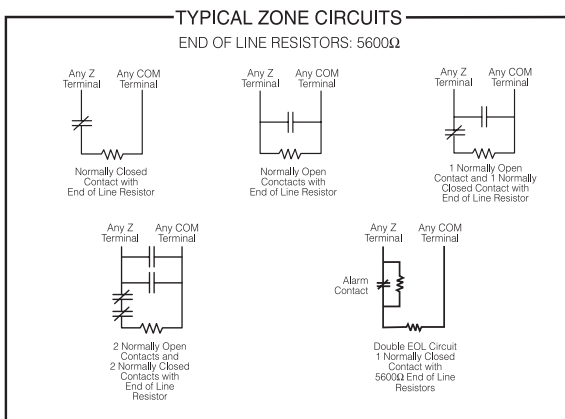 TYPICAL ZONE CIRCUITS
END OF LINE RESISTORS: 5600Ω
Any Z Any COM
Terminal Terminal
Normally Closed
Contact with
End of Line Resistor
Any Z Any COM
Terminal Terminal
Normally Open
Conctacts with
End of Line Resistor
Any Z Any COM
Terminal Terminal
1 Normally Open
Contact and 1 Normally
Closed Contact with
End of Line Resistor
Any Z Any COM
Terminal Terminal
2 Normally Open
Contacts and
2 Normally Closed
Contacts with
End of Line
Resistor
Any Z Any COM
Terminal Terminal
Alarm
Contact
Double EOL Circuit
1 Normally Closed
Contact with
5600Ω End of Line
Resistors